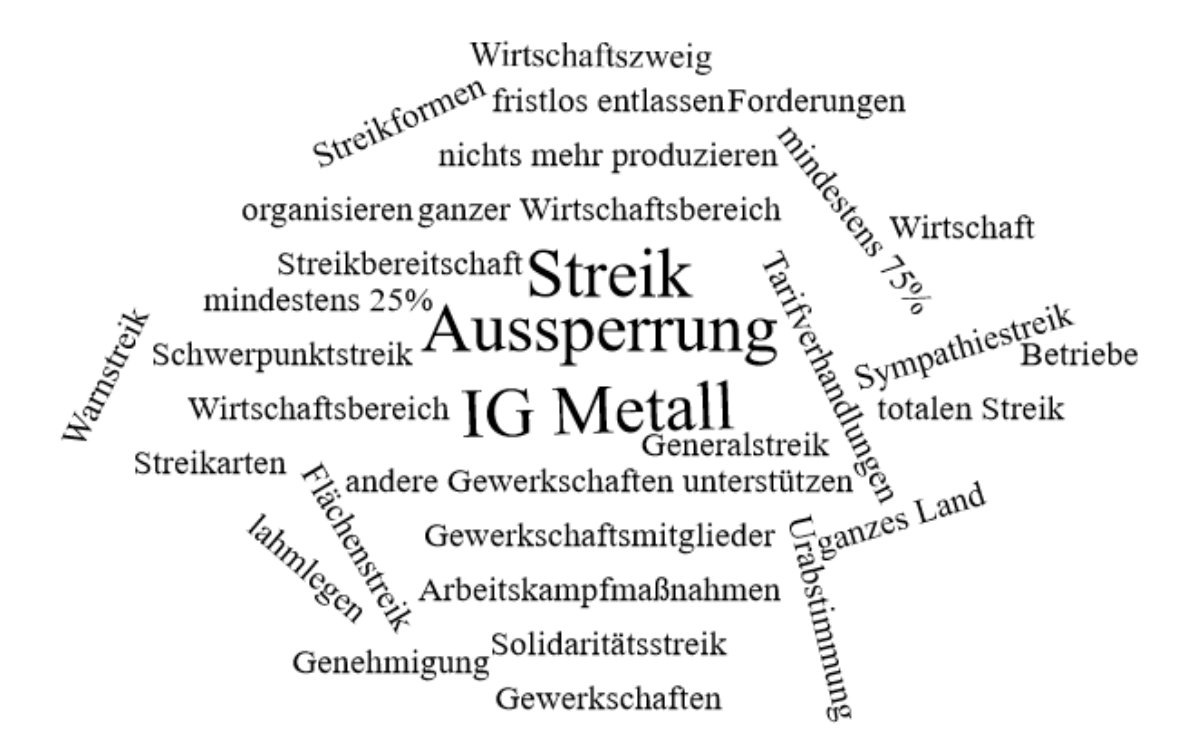 Wirtschaftszweig
Streikformen
fristlos entlassen
Forderungen
nichts mehr produzieren
mindestens 75%
organisieren
ganzer Wirtschaftsbereich
Wirtschaft
Streikbereitschaft
Streik
Tarifverhandlungen
mindestens 25%
Aussperrung
Warnstreik
Schwerpunktstreik
Sympathiestreik
Betriebe
Wirtschaftsbereich
IG Metall
totalen Streik
Generalstreik
Streikarten
Flächenstreik
andere Gewerkschaften unterstützen
ganzes Land
lahmlegen
Gewerkschaftsmitglieder
Urabstimmung
Arbeitskampfmaßnahmen
Solidaritätsstreik
Genehmigung
Gewerkschaften